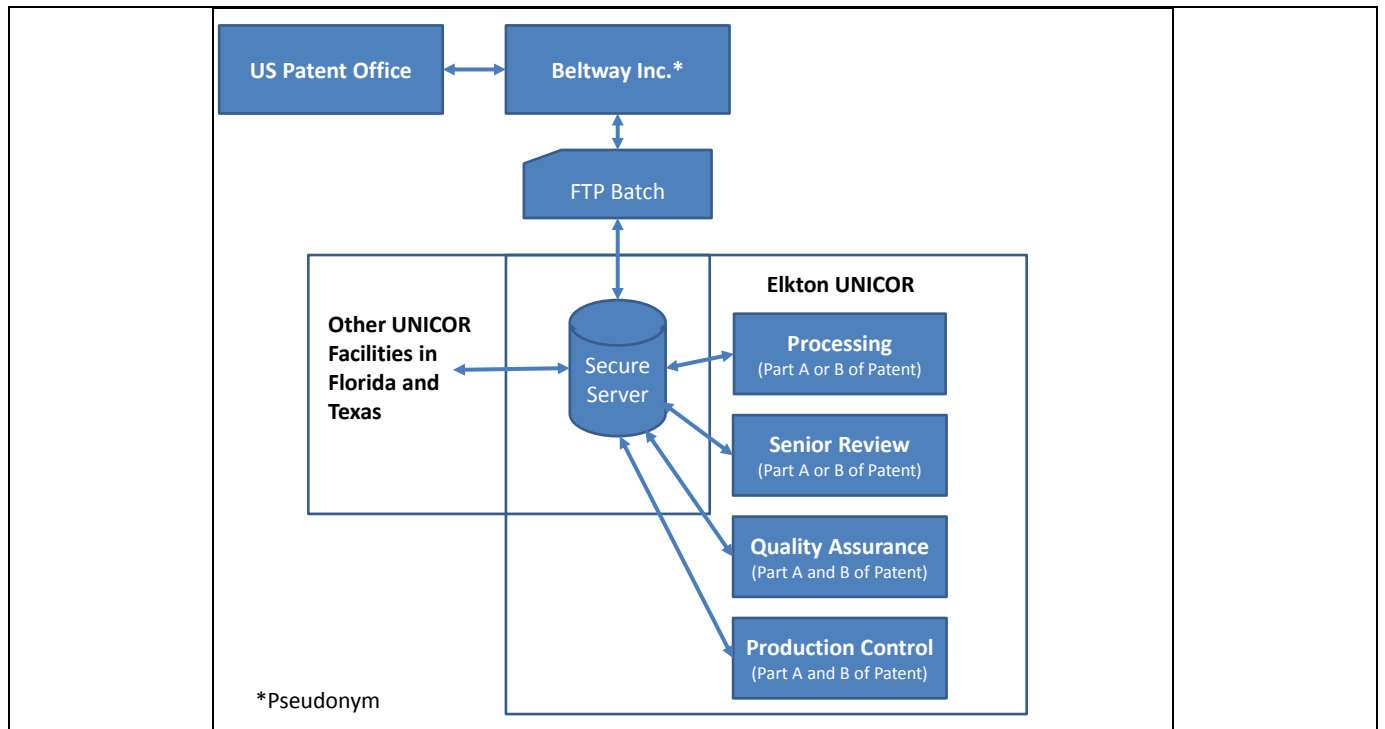 US Patent Office
Beltway Inc.*
FTP Batch
Elkton UNICOR
Other UNICOR
Facilities in
Florida and
Texas
Secure
Server
Processing
(Part A or B of Patent)
Senior Review
(Part A or B of Patent)
Quality Assurance
(Part A and B of Patent)
Production Control
(Part A and B of Patent)
*Pseudonym